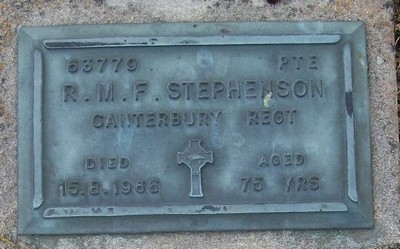 63779 PTE
R. M. F. STEPHENSON
CANTERBURY REGT
DIED AGED
15.8.1966 75 YRS